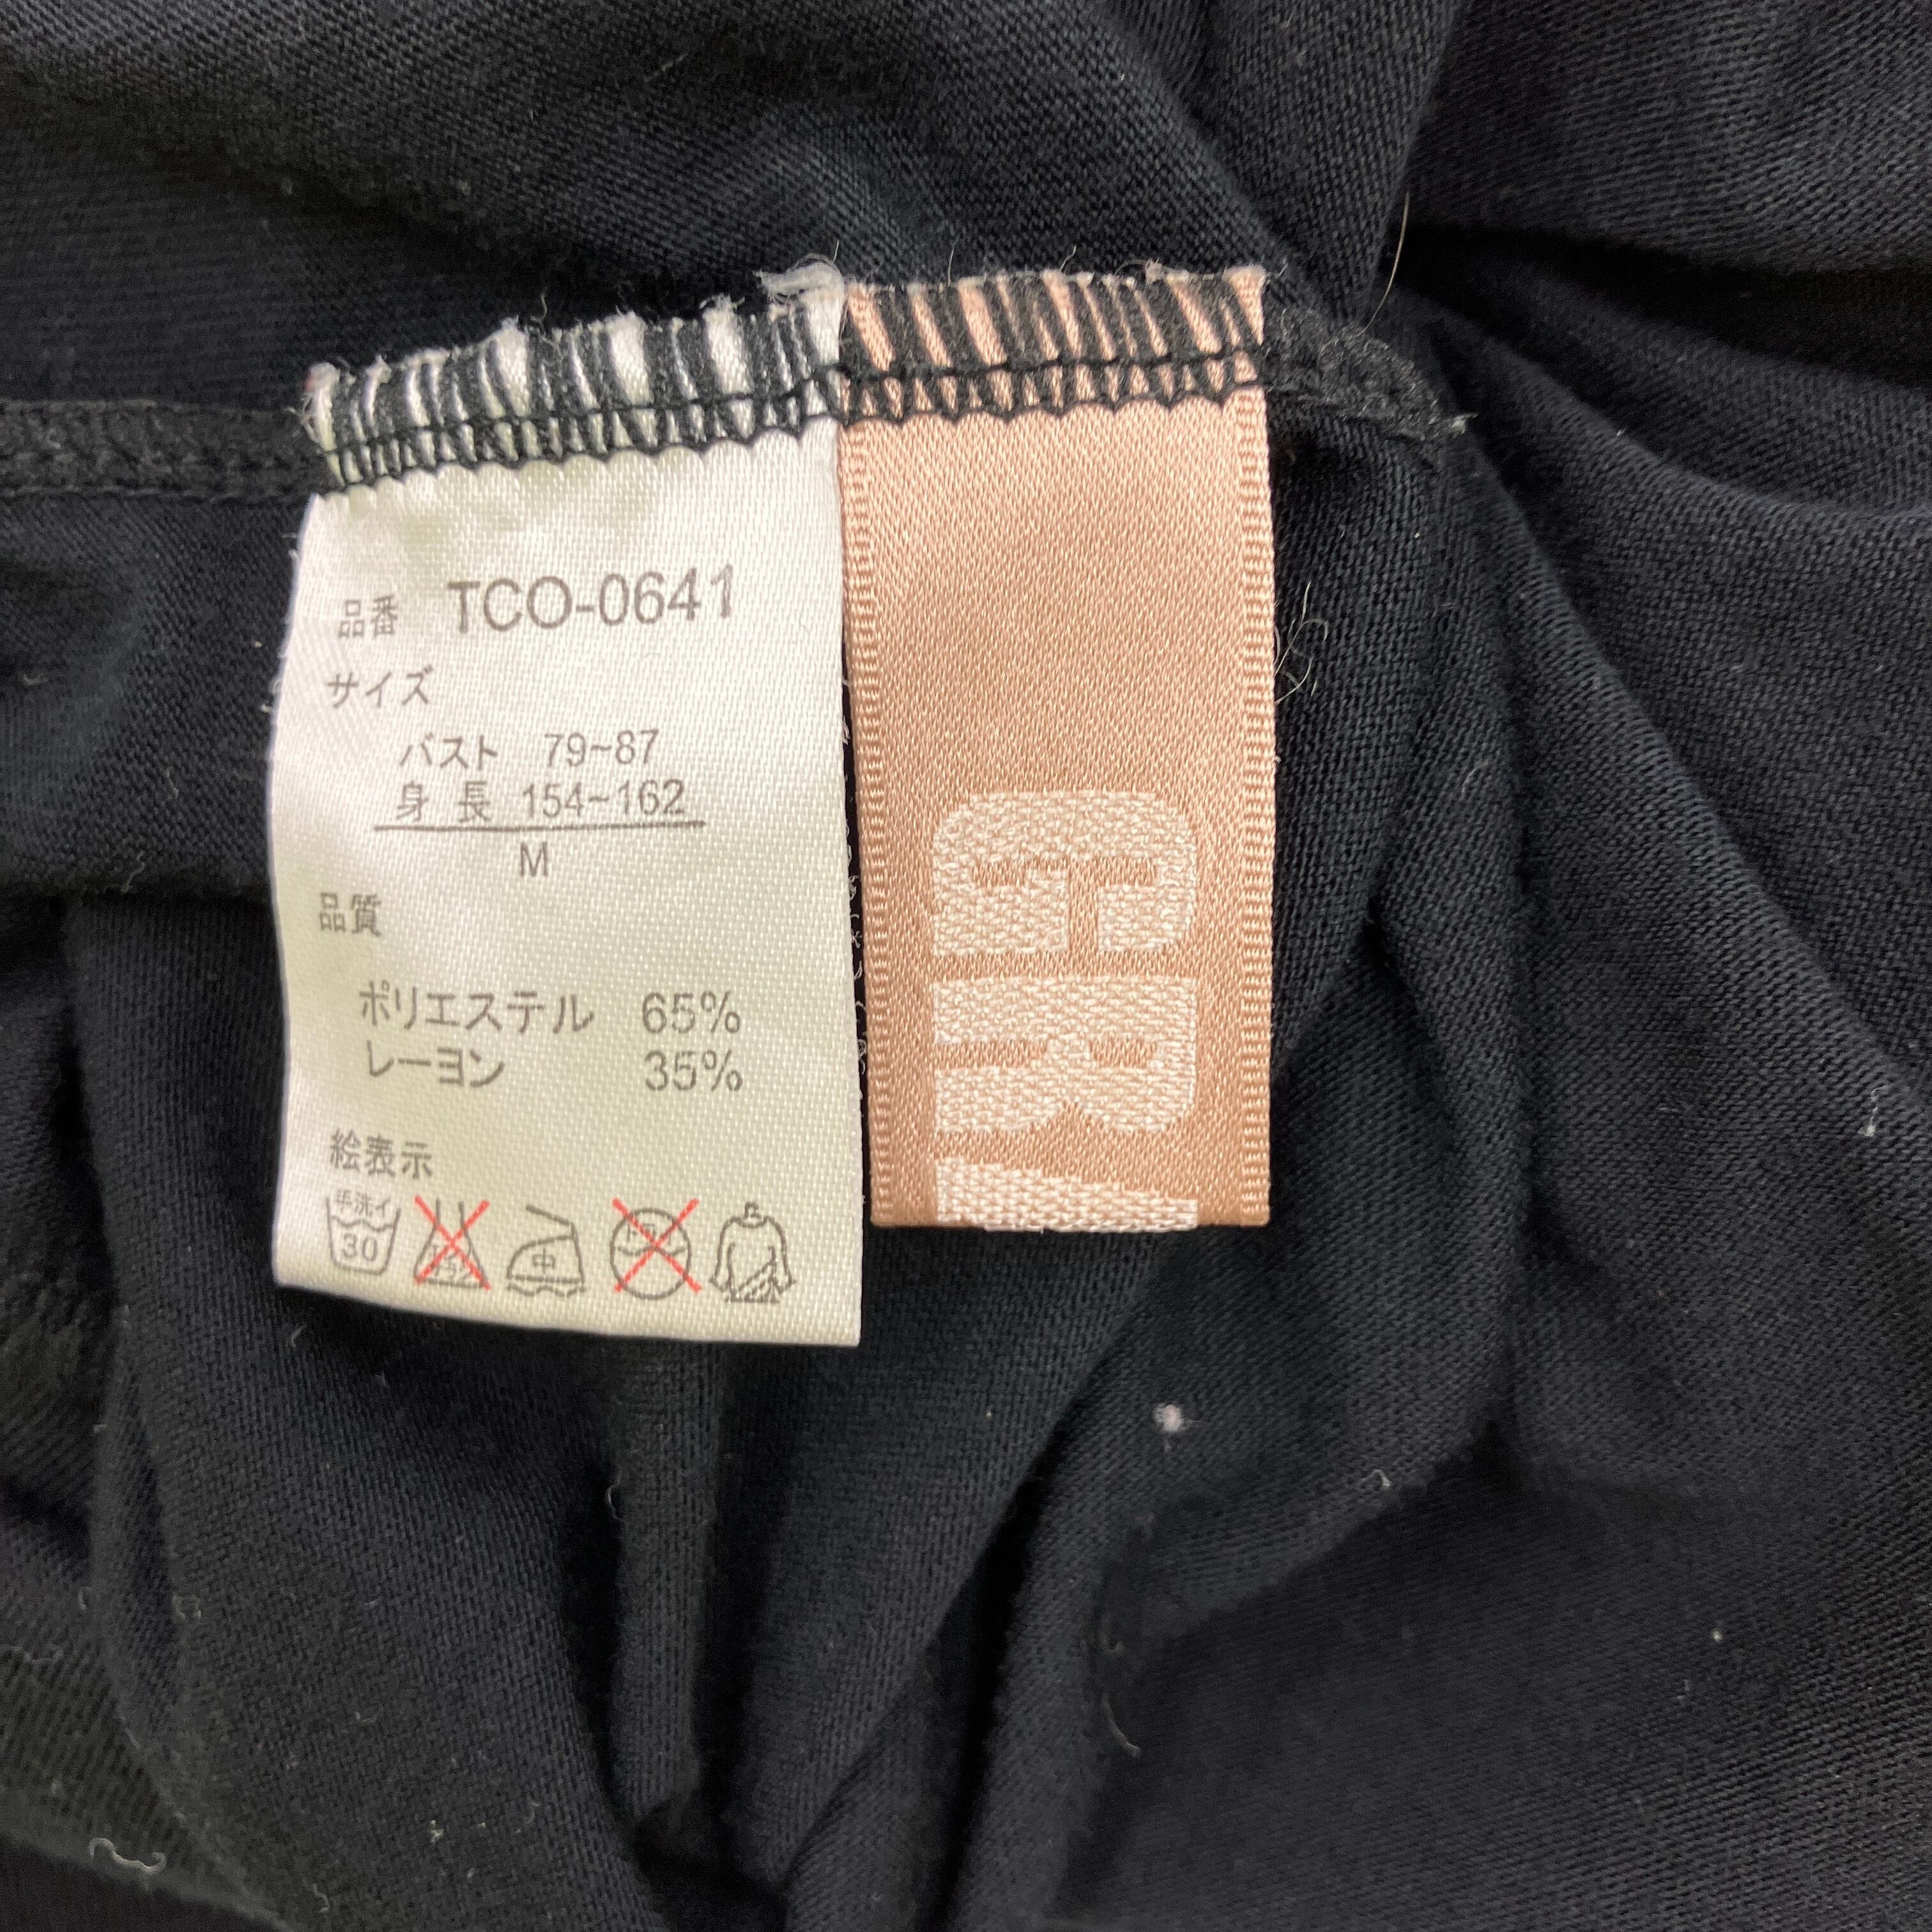 品番 TCO-0641
サイズ
バスト 79~87
身長 154~162
M
品質
ポリエステル 65%
レーヨン 35%
絵表示
手洗イ
30
中
GR